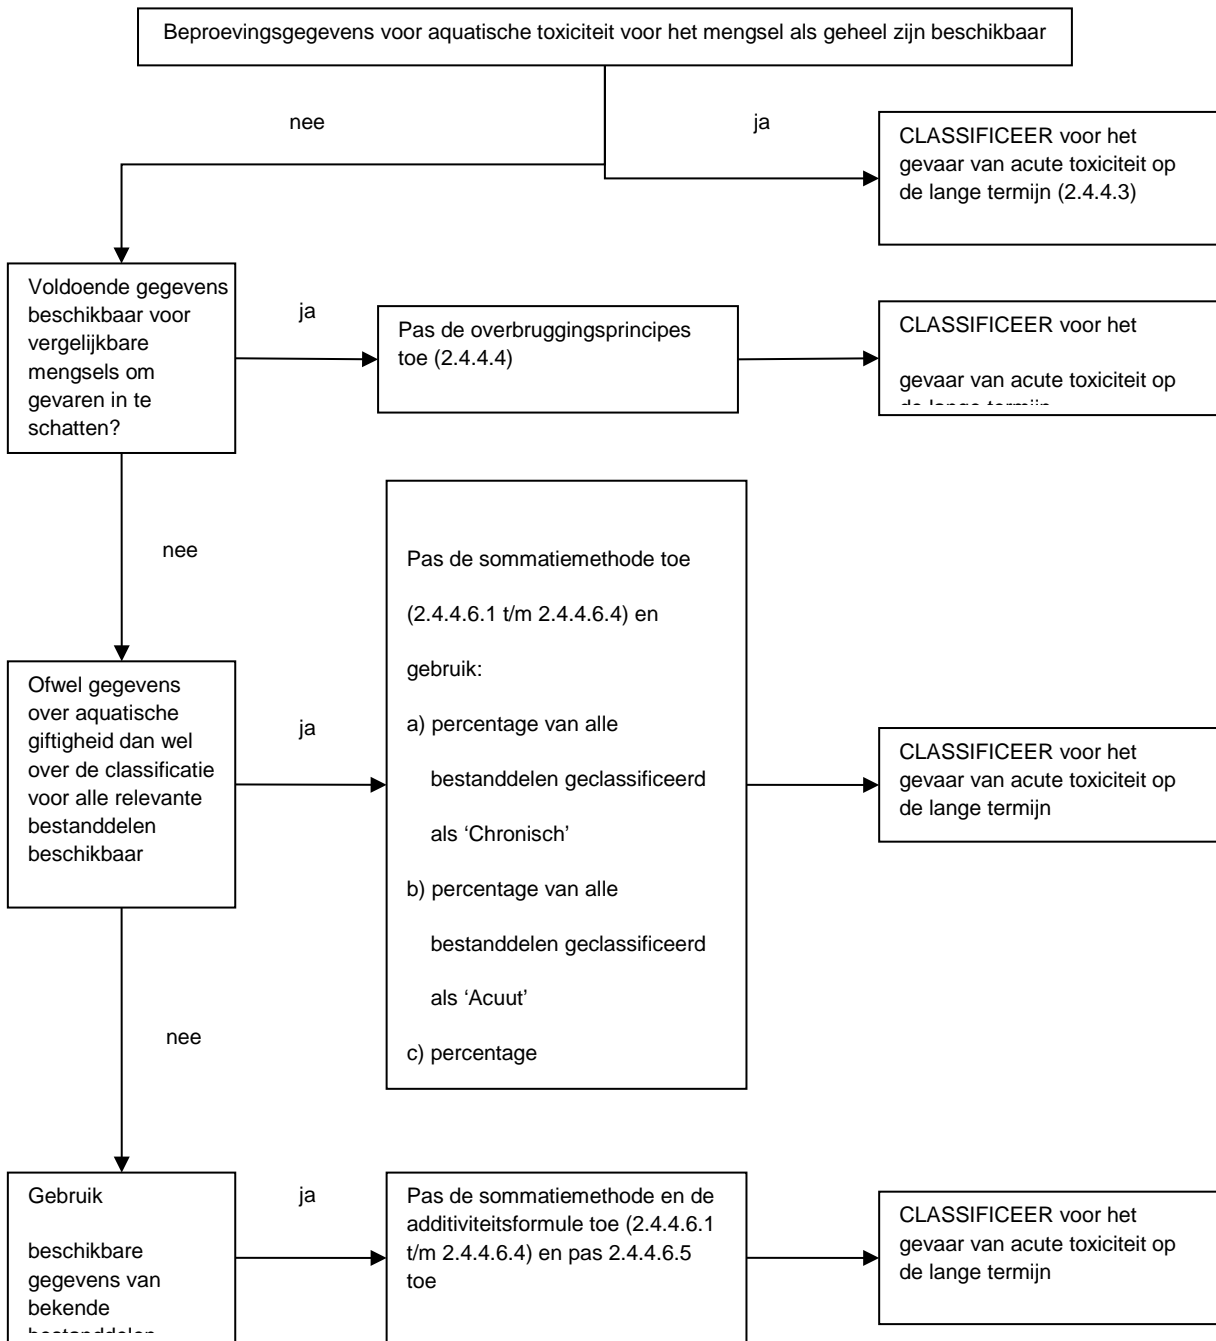 Beproevingsgegevens voor aquatische toxiciteit voor het mengsel als geheel zijn beschikbaar
nee
ja
CLASSIFICEER voor het
gevaar van acute toxiciteit op
de lange termijn (2.4.4.3)
Voldoende gegevens
beschikbaar voor
vergelijkbare
mengsels om
gevaren in te
schatten?
ja
Pas de overbruggingsprincipes
toe (2.4.4.4)
CLASSIFICEER voor het
gevaar van acute toxiciteit op
de lange termijn
nee
Ofwel gegevens
over aquatische
giftigheid dan wel
over de classificatie
voor alle relevante
bestanddelen
beschikbaar
ja
Pas de sommatiemethode toe
(2.4.4.6.1 t/m 2.4.4.6.4) en
gebruik:
a) percentage van alle
bestanddelen geclassificeerd
als ‘Chronisch’
b) percentage van alle
bestanddelen geclassificeerd
als ‘Acuut’
c) percentage
CLASSIFICEER voor het
gevaar van acute toxiciteit op
de lange termijn
nee
Gebruik
beschikbare
gegevens van
bekende
bestanddelen
ja
Pas de sommatiemethode en de
additiviteitsformule toe (2.4.4.6.1
t/m 2.4.4.6.4) en pas 2.4.4.6.5
toe
CLASSIFICEER voor het
gevaar van acute toxiciteit op
de lange termijn